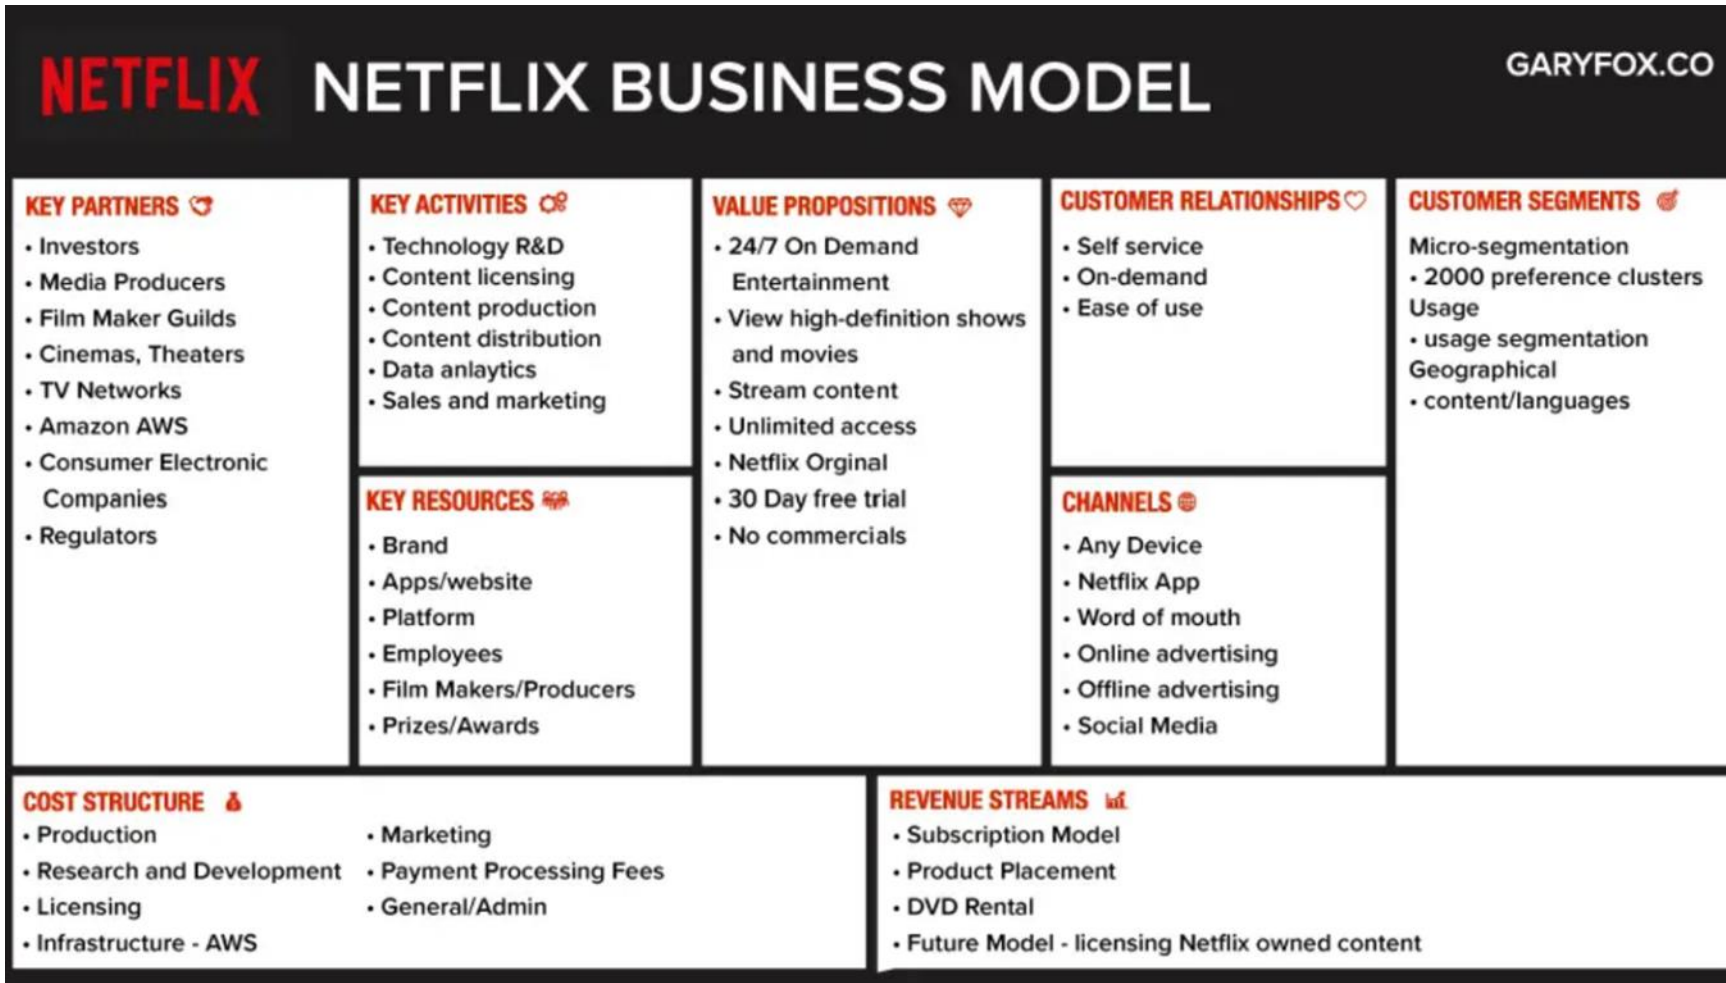 NETFLIX
NETFLIX BUSINESS MODEL
GARYFOX.CO
KEY PARTNERS
• Investors
• Media Producers
• Film Maker Guilds
• Cinemas, Theaters
• TV Networks
• Amazon AWS
• Consumer Electronic
Companies
• Regulators
KEY ACTIVITIES
• Technology R&D
• Content licensing
• Content production
• Content distribution
• Data anlaytics
• Sales and marketing
KEY RESOURCES
• Brand
• Apps/website
• Platform
• Employees
• Film Makers/Producers
• Prizes/Awards
VALUE PROPOSITIONS
• 24/7 On Demand
Entertainment
• View high-definition shows
and movies
• Stream content
• Unlimited access
• Netflix Orginal
• 30 Day free trial
• No commercials
CUSTOMER RELATIONSHIPS
• Self service
• On-demand
• Ease of use
CHANNELS
• Any Device
• Netflix App
• Word of mouth
• Online advertising
• Offline advertising
• Social Media
CUSTOMER SEGMENTS
Micro-segmentation
• 2000 preference clusters
Usage
• usage segmentation
Geographical
• content/languages
COST STRUCTURE
• Production
• Research and Development
• Licensing
• Infrastructure - AWS
• Marketing
• Payment Processing Fees
• General/Admin
REVENUE STREAMS
• Subscription Model
• Product Placement
• DVD Rental
• Future Model - licensing Netflix owned content